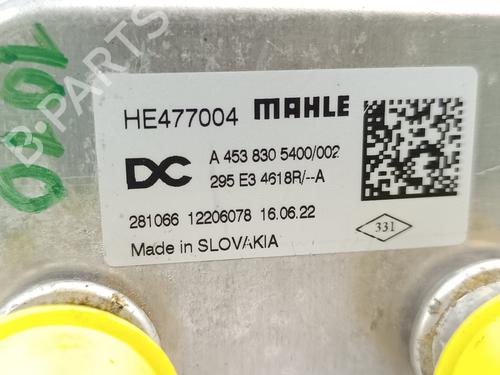 1010
B-PARTS
HE477004 MAHLE
DC A 453 830 5400/002
295 E3 4618R/--A
281066 12206078 16.06.22
Made in SLOVAKIA
331